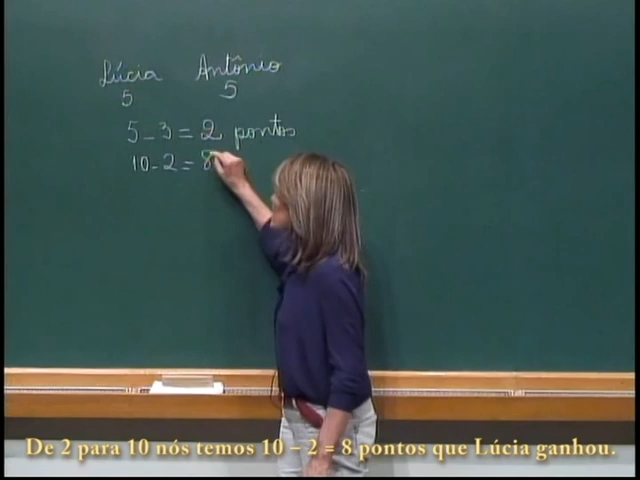 Lúcia Antônio
5 5
5 - 3 = 2 pontos
10 - 2 = 8
De 2 para 10 nós temos 10 – 2 = 8 pontos que Lúcia ganhou.